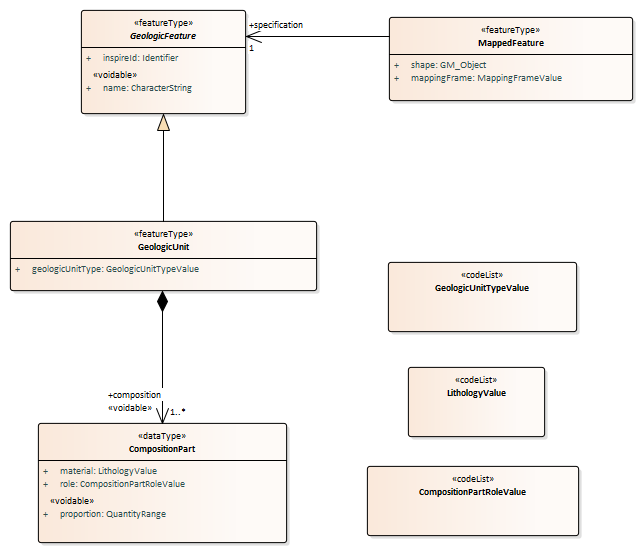 «featureType»
GeologicFeature
+ inspireId: Identifier
«voidable»
+ name: CharacterString
+specification
1
«featureType»
MappedFeature
+ shape: GM_Object
+ mappingFrame: MappingFrameValue
«featureType»
GeologicUnit
+ geologicUnitType: GeologicUnitTypeValue
«codeList»
GeologicUnitTypeValue
«codeList»
LithologyValue
+composition
«voidable» 1..*
«dataType»
CompositionPart
+ material: LithologyValue
+ role: CompositionPartRoleValue
«voidable»
+ proportion: QuantityRange
«codeList»
CompositionPartRoleValue